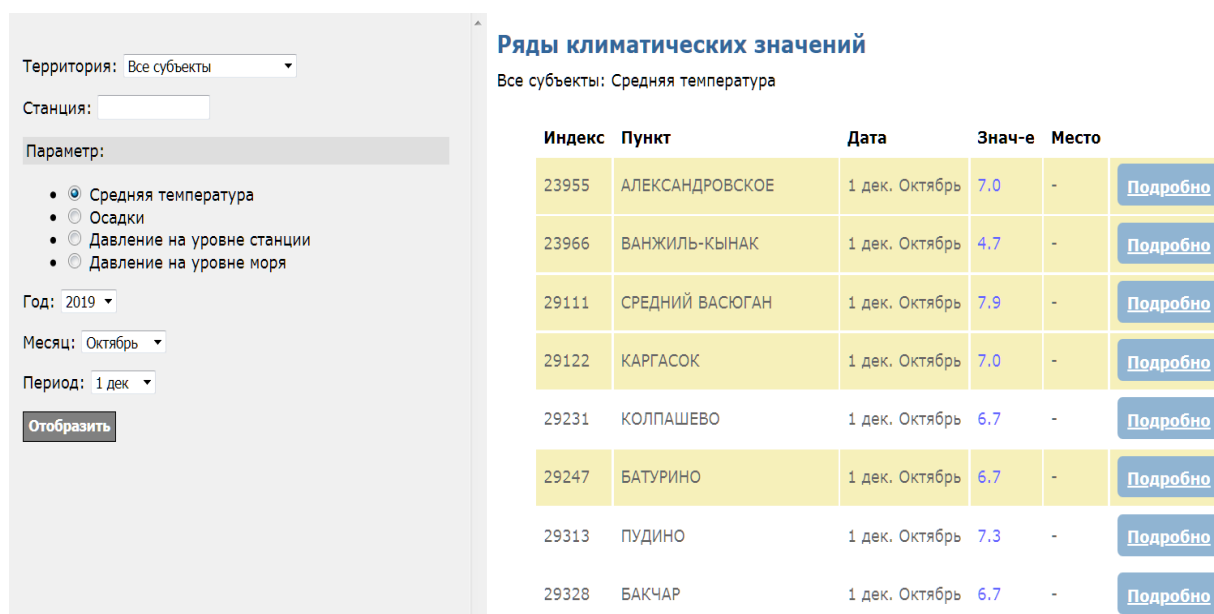 Территория: Все субъекты
Станция:
Параметр:
Средняя температура
Осадки
Давление на уровне станции
Давление на уровне моря
Год: 2019
Месяц: Октябрь
Период: 1 дек
Отобразить
Ряды климатических значений
Все субъекты: Средняя температура
Индекс Пункт Дата Знач-е Место
23955 АЛЕКСАНДРОВСКОЕ 1 дек. Октябрь 7.0 - Подробно
23966 ВАНЖИЛЬ-КЫНАК 1 дек. Октябрь 4.7 - Подробно
29111 СРЕДНИЙ ВАСЮГАН 1 дек. Октябрь 7.9 - Подробно
29122 КАРГАСОК 1 дек. Октябрь 7.0 - Подробно
29231 КОЛПАШЕВО 1 дек. Октябрь 6.7 - Подробно
29247 БАТУРИНО 1 дек. Октябрь 6.7 - Подробно
29313 ПУДИНО 1 дек. Октябрь 7.3 - Подробно
29328 БАКЧАР 1 дек. Октябрь 6.7 - Подробно